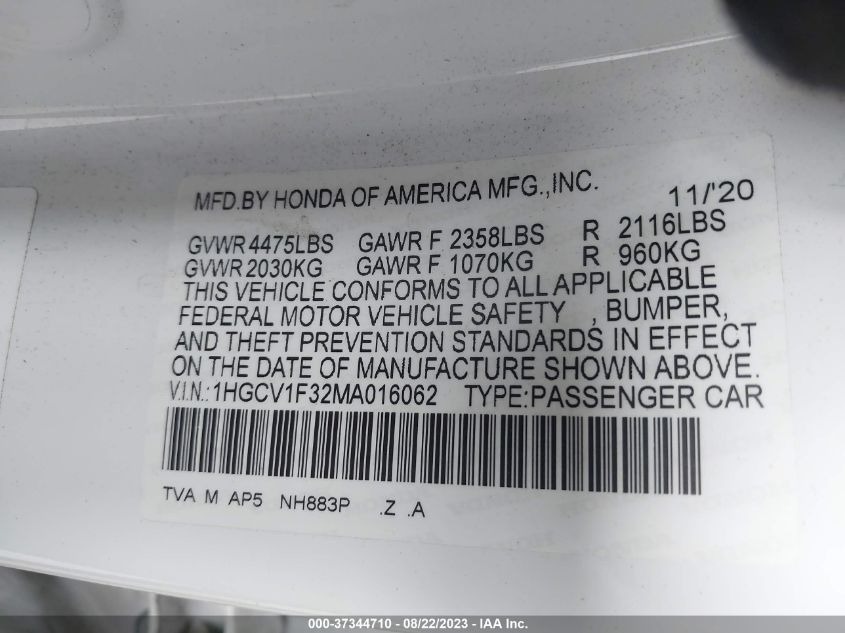 MFD.BY HONDA OF AMERICA MFG.,INC. 11/'20
GVWR 4475LBS GAWR F 2358LBS R 2116LBS
GVWR 2030KG GAWR F 1070KG R 960KG
THIS VEHICLE CONFORMS TO ALL APPLICABLE
FEDERAL MOTOR VEHICLE SAFETY , BUMPER,
AND THEFT PREVENTION STANDARDS IN EFFECT
ON THE DATE OF MANUFACTURE SHOWN ABOVE.
V.I.N.:1HGCV1F32MA016062 TYPE:PASSENGER CAR
TVA M AP5 NH883P .Z .A
000-37344710 - 08/22/2023 - IAA Inc.